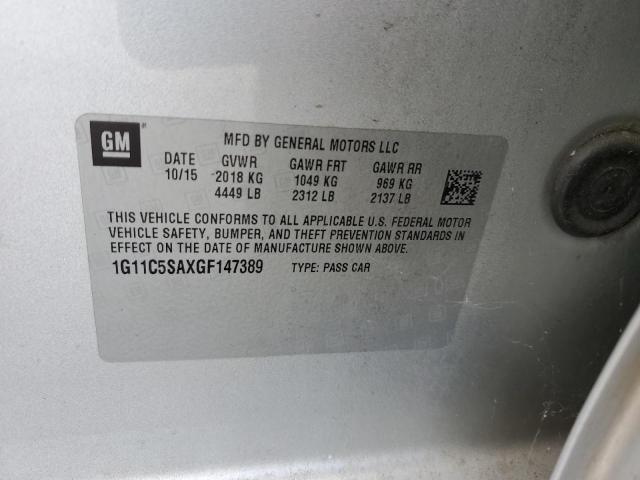 GM
MFD BY GENERAL MOTORS LLC
DATE GVWR GAWR FRT GAWR RR
10/15 2018 KG 1049 KG 969 KG
4449 LB 2312 LB 2137 LB
THIS VEHICLE CONFORMS TO ALL APPLICABLE U.S. FEDERAL MOTOR
VEHICLE SAFETY, BUMPER, AND THEFT PREVENTION STANDARDS IN
EFFECT ON THE DATE OF MANUFACTURE SHOWN ABOVE.
1G11C5SAXGF147389 TYPE: PASS CAR